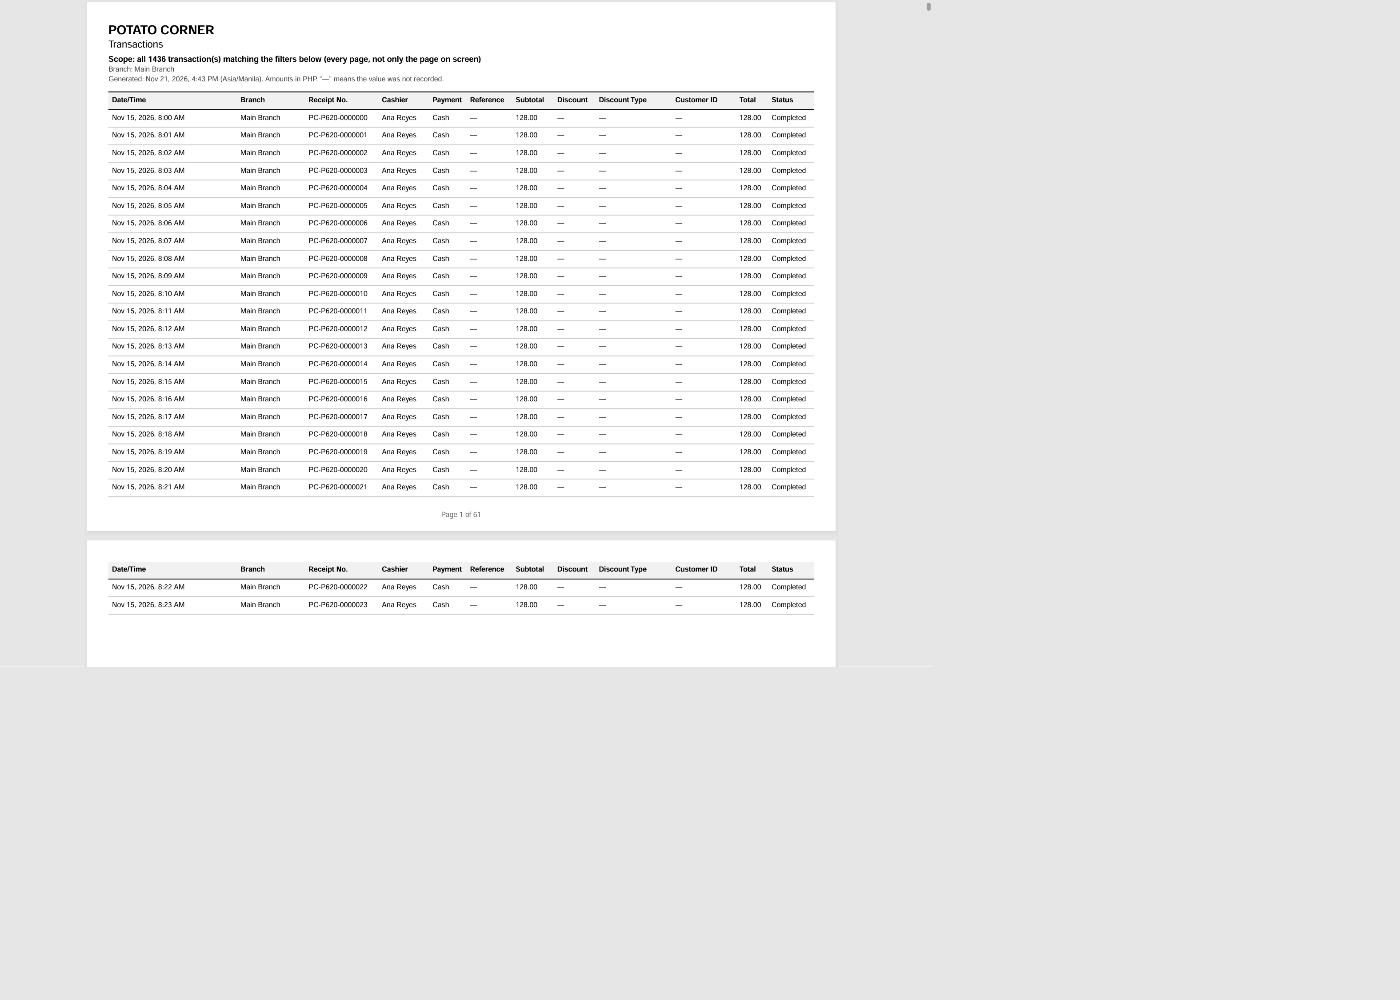 POTATO CORNER
Transactions
Scope: all 1436 transaction(s) matching the filters below (every page, not only the page on screen)
Branch: Main Branch
Generated: Nov 21, 2026, 4:43 PM (Asia/Manila). Amounts in PHP. "—" means the value was not recorded.
Date/Time Branch Receipt No. Cashier Payment Reference Subtotal Discount Discount Type Customer ID Total Status
Nov 15, 2026, 8:00 AM Main Branch PC-P620-0000000 Ana Reyes Cash — 128.00 — — — 128.00 Completed
Nov 15, 2026, 8:01 AM Main Branch PC-P620-0000001 Ana Reyes Cash — 128.00 — — — 128.00 Completed
Nov 15, 2026, 8:02 AM Main Branch PC-P620-0000002 Ana Reyes Cash — 128.00 — — — 128.00 Completed
Nov 15, 2026, 8:03 AM Main Branch PC-P620-0000003 Ana Reyes Cash — 128.00 — — — 128.00 Completed
Nov 15, 2026, 8:04 AM Main Branch PC-P620-0000004 Ana Reyes Cash — 128.00 — — — 128.00 Completed
Nov 15, 2026, 8:05 AM Main Branch PC-P620-0000005 Ana Reyes Cash — 128.00 — — — 128.00 Completed
Nov 15, 2026, 8:06 AM Main Branch PC-P620-0000006 Ana Reyes Cash — 128.00 — — — 128.00 Completed
Nov 15, 2026, 8:07 AM Main Branch PC-P620-0000007 Ana Reyes Cash — 128.00 — — — 128.00 Completed
Nov 15, 2026, 8:08 AM Main Branch PC-P620-0000008 Ana Reyes Cash — 128.00 — — — 128.00 Completed
Nov 15, 2026, 8:09 AM Main Branch PC-P620-0000009 Ana Reyes Cash — 128.00 — — — 128.00 Completed
Nov 15, 2026, 8:10 AM Main Branch PC-P620-0000010 Ana Reyes Cash — 128.00 — — — 128.00 Completed
Nov 15, 2026, 8:11 AM Main Branch PC-P620-0000011 Ana Reyes Cash — 128.00 — — — 128.00 Completed
Nov 15, 2026, 8:12 AM Main Branch PC-P620-0000012 Ana Reyes Cash — 128.00 — — — 128.00 Completed
Nov 15, 2026, 8:13 AM Main Branch PC-P620-0000013 Ana Reyes Cash — 128.00 — — — 128.00 Completed
Nov 15, 2026, 8:14 AM Main Branch PC-P620-0000014 Ana Reyes Cash — 128.00 — — — 128.00 Completed
Nov 15, 2026, 8:15 AM Main Branch PC-P620-0000015 Ana Reyes Cash — 128.00 — — — 128.00 Completed
Nov 15, 2026, 8:16 AM Main Branch PC-P620-0000016 Ana Reyes Cash — 128.00 — — — 128.00 Completed
Nov 15, 2026, 8:17 AM Main Branch PC-P620-0000017 Ana Reyes Cash — 128.00 — — — 128.00 Completed
Nov 15, 2026, 8:18 AM Main Branch PC-P620-0000018 Ana Reyes Cash — 128.00 — — — 128.00 Completed
Nov 15, 2026, 8:19 AM Main Branch PC-P620-0000019 Ana Reyes Cash — 128.00 — — — 128.00 Completed
Nov 15, 2026, 8:20 AM Main Branch PC-P620-0000020 Ana Reyes Cash — 128.00 — — — 128.00 Completed
Nov 15, 2026, 8:21 AM Main Branch PC-P620-0000021 Ana Reyes Cash — 128.00 — — — 128.00 Completed
Page 1 of 61
Date/Time Branch Receipt No. Cashier Payment Reference Subtotal Discount Discount Type Customer ID Total Status
Nov 15, 2026, 8:22 AM Main Branch PC-P620-0000022 Ana Reyes Cash — 128.00 — — — 128.00 Completed
Nov 15, 2026, 8:23 AM Main Branch PC-P620-0000023 Ana Reyes Cash — 128.00 — — — 128.00 Completed